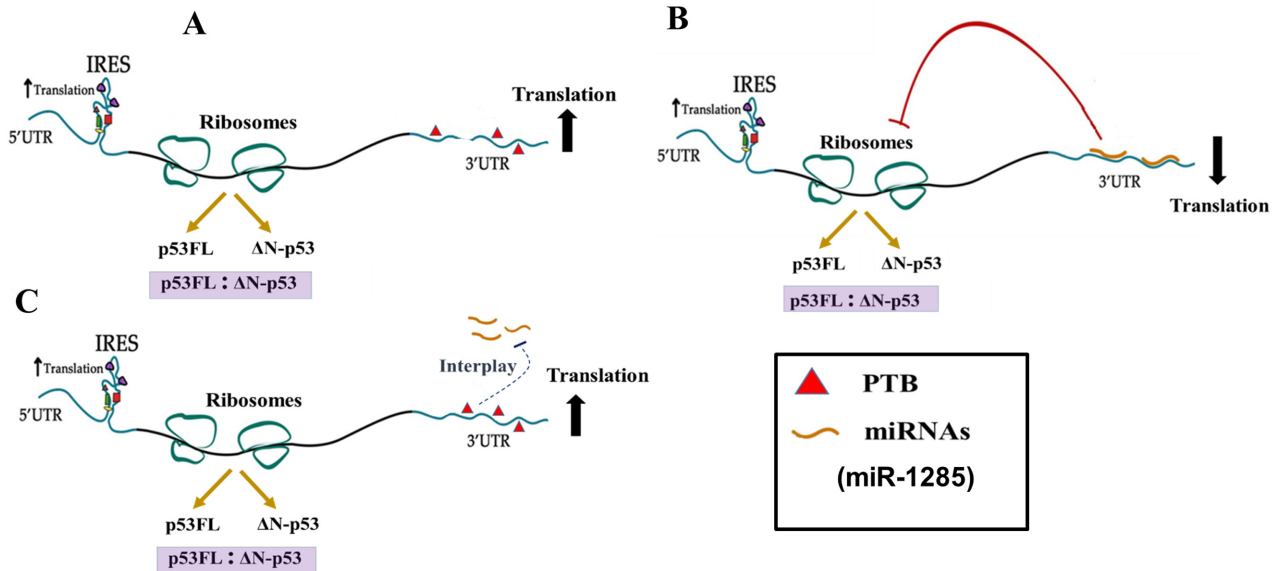 A
IRES
↑Translation
5'UTR
Ribosomes
3'UTR
Translation
p53FL
ΔN-p53
p53FL : ΔN-p53
B
IRES
↑Translation
5'UTR
Ribosomes
3'UTR
Translation
p53FL
ΔN-p53
p53FL : ΔN-p53
C
IRES
↑Translation
5'UTR
Ribosomes
Interplay
Translation
3'UTR
p53FL
ΔN-p53
p53FL : ΔN-p53
PTB
miRNAs
(miR-1285)